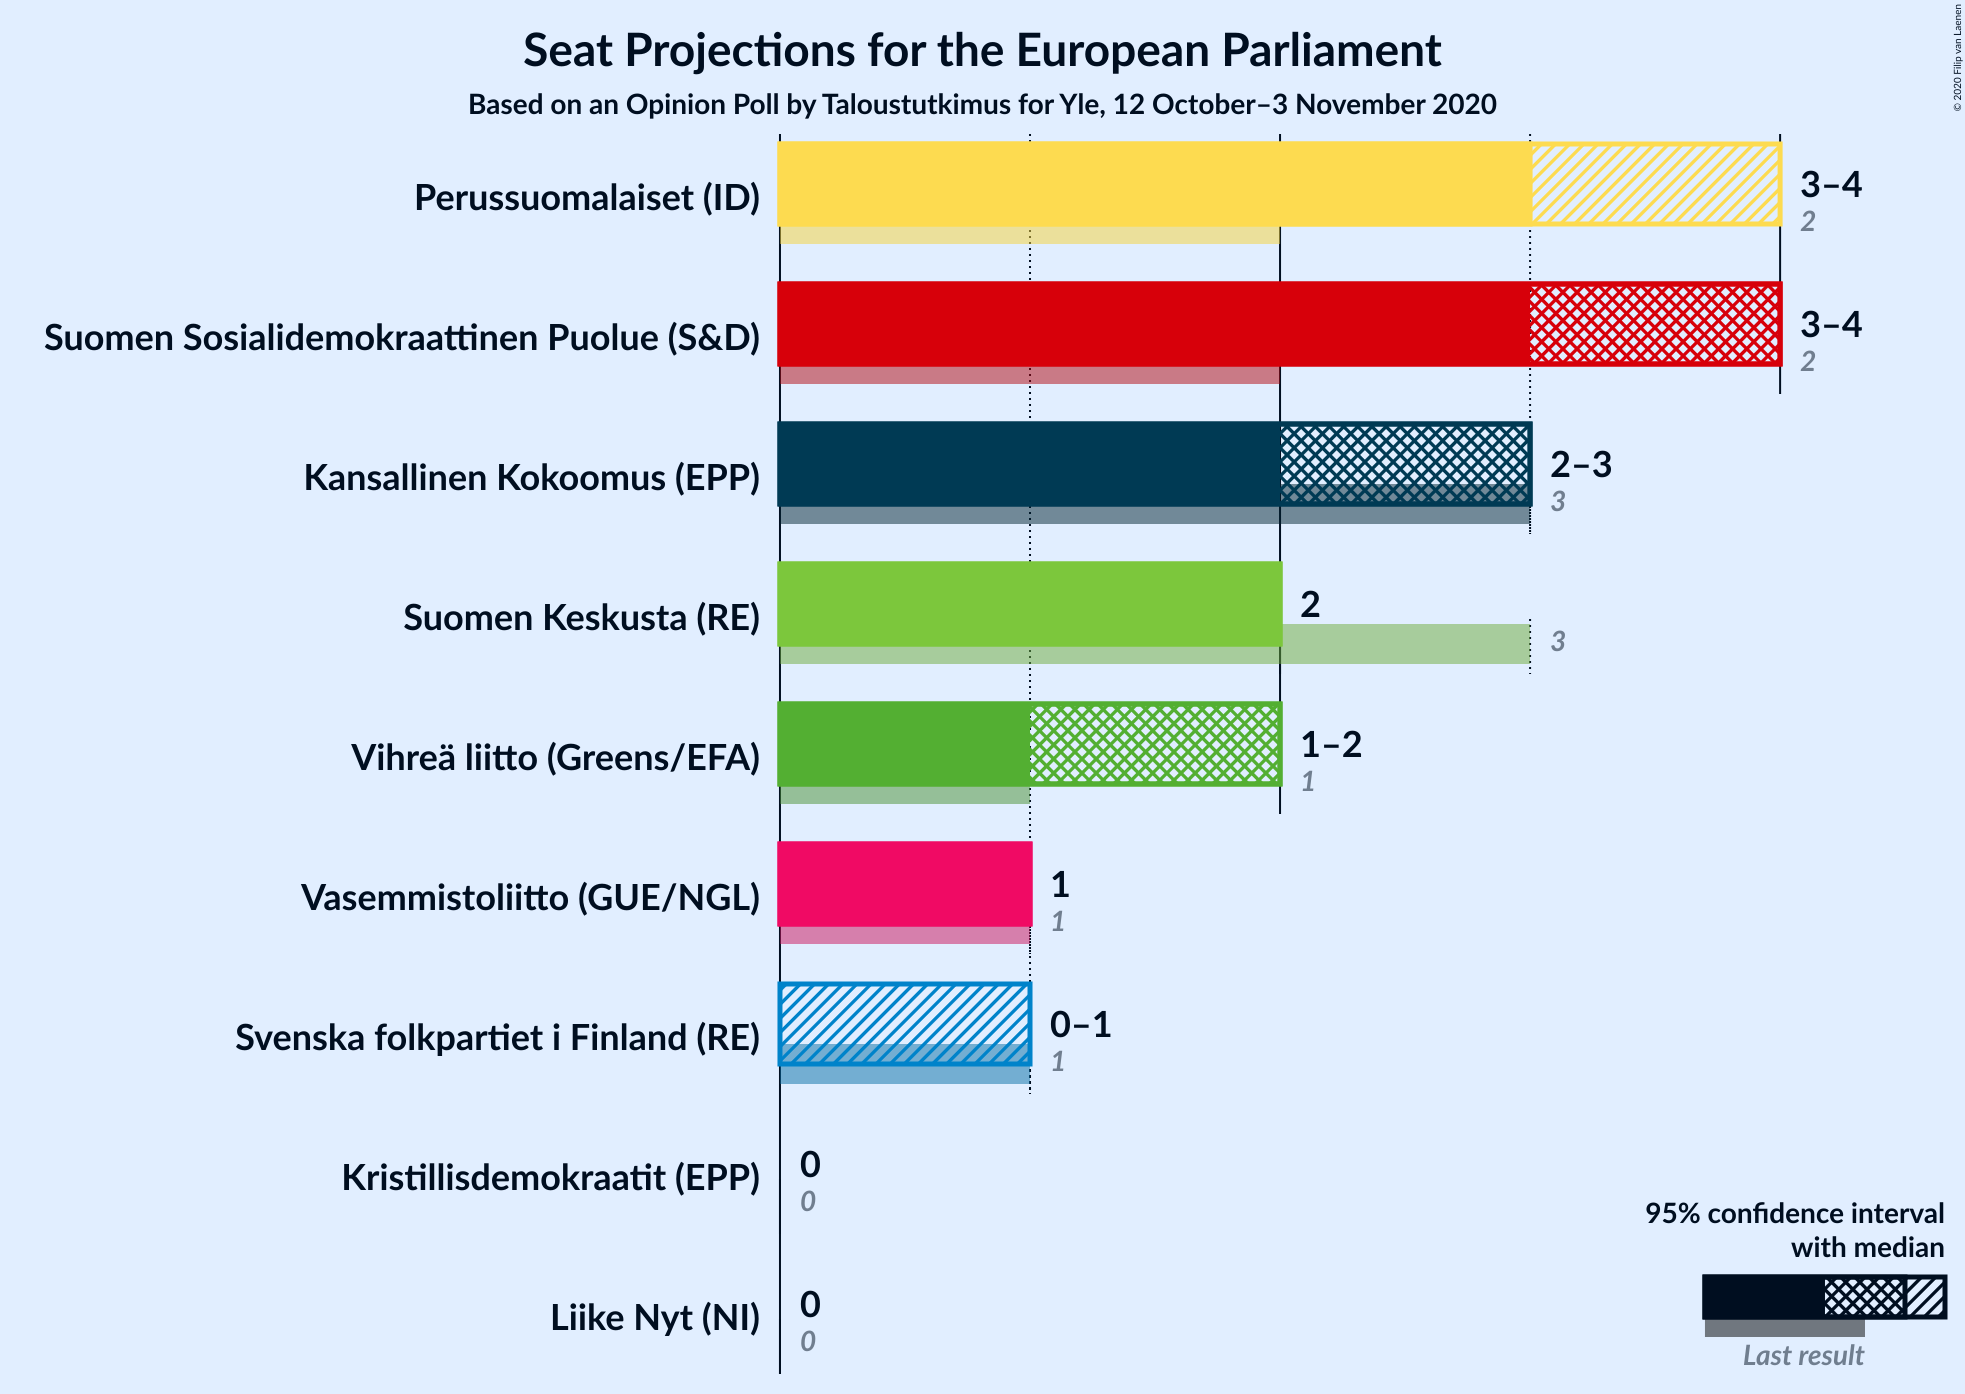 Seat Projections for the European Parliament
Based on an Opinion Poll by Taloustutkimus for Yle, 12 October–3 November 2020
© 2020 Filip van Laenen
Perussuomalaiset (ID)
3–4
2
Suomen Sosialidemokraattinen Puolue (S&D)
3–4
2
Kansallinen Kokoomus (EPP)
2–3
3
Suomen Keskusta (RE)
2
3
Vihreä liitto (Greens/EFA)
1–2
1
Vasemmistoliitto (GUE/NGL)
1
1
Svenska folkpartiet i Finland (RE)
0–1
1
Kristillisdemokraatit (EPP)
0
0
Liike Nyt (NI)
0
0
95% confidence interval
with median
Last result